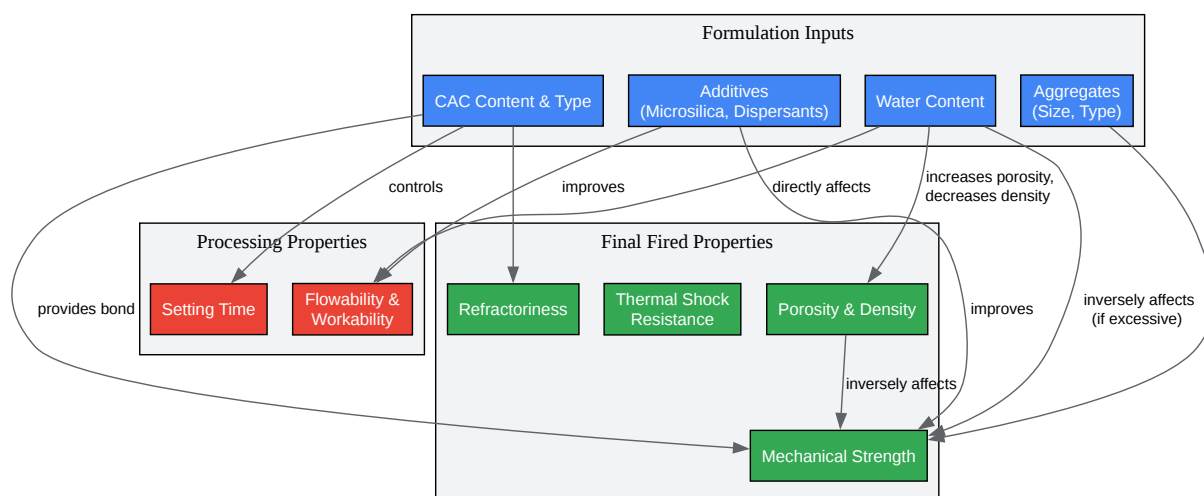 Formulation Inputs
CAC Content & Type
Additives
(Microsilica, Dispersants)
Water Content
Aggregates
(Size, Type)
controls
improves
directly affects
increases porosity,
decreases density
Processing Properties
Final Fired Properties
Setting Time
Flowability &
Workability
Refractoriness
Thermal Shock
Resistance
Porosity & Density
provides bond
improves
inversely affects
(if excessive)
inversely affects
Mechanical Strength